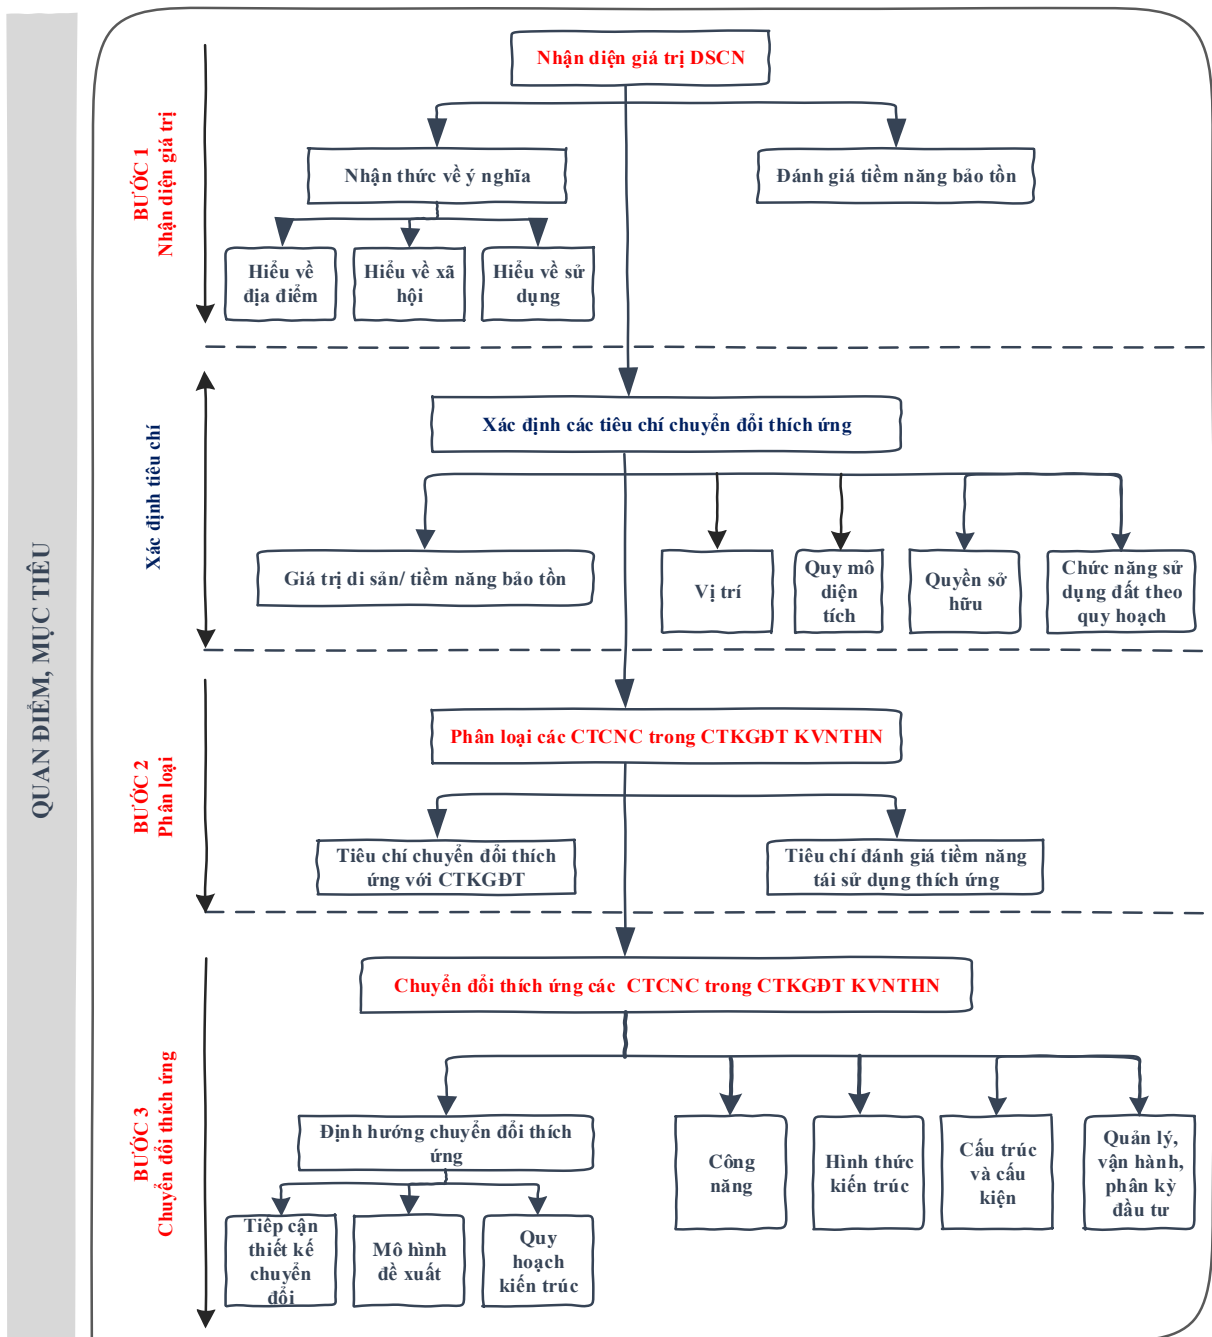 QUAN ĐIỂM, MỤC TIÊU
BƯỚC 1
Nhận diện giá trị
Nhận diện giá trị DSCN
Nhận thức về ý nghĩa
Đánh giá tiềm năng bảo tồn
Hiểu về
địa điểm
Hiểu về xã
hội
Hiểu về sử
dụng
Xác định tiêu chí
Xác định các tiêu chí chuyển đổi thích ứng
Giá trị di sản/ tiềm năng bảo tồn
Vị trí
Quy mô
diện
tích
Quyền sở
hữu
Chức năng sử
dụng đất theo
quy hoạch
BƯỚC 2
Phân loại
Phân loại các CTCNC trong CTKGĐT KVNTHN
Tiêu chí chuyển đổi thích
ứng với CTKGĐT
Tiêu chí đánh giá tiềm năng
tái sử dụng thích ứng
BƯỚC 3
Chuyển đổi thích ứng
Chuyển đổi thích ứng các CTCNC trong CTKGĐT KVNTHN
Định hướng chuyển đổi thích
ứng
Công
năng
Hình thức
kiến trúc
Cấu trúc
và cấu
kiện
Quản lý,
vận hành,
phân kỳ
đầu tư
Tiếp cận
thiết kế
chuyển
đổi
Mô hình
đề xuất
Quy
hoạch
kiến trúc